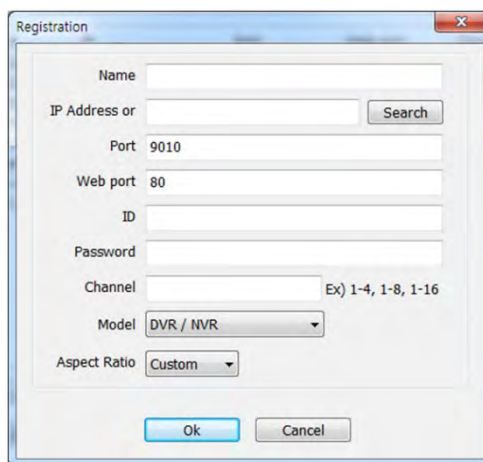 Registration
Name
IP Address or
Search
Port 9010
Web port 80
ID
Password
Channel
Ex) 1-4, 1-8, 1-16
Model DVR / NVR
Aspect Ratio Custom
Ok Cancel